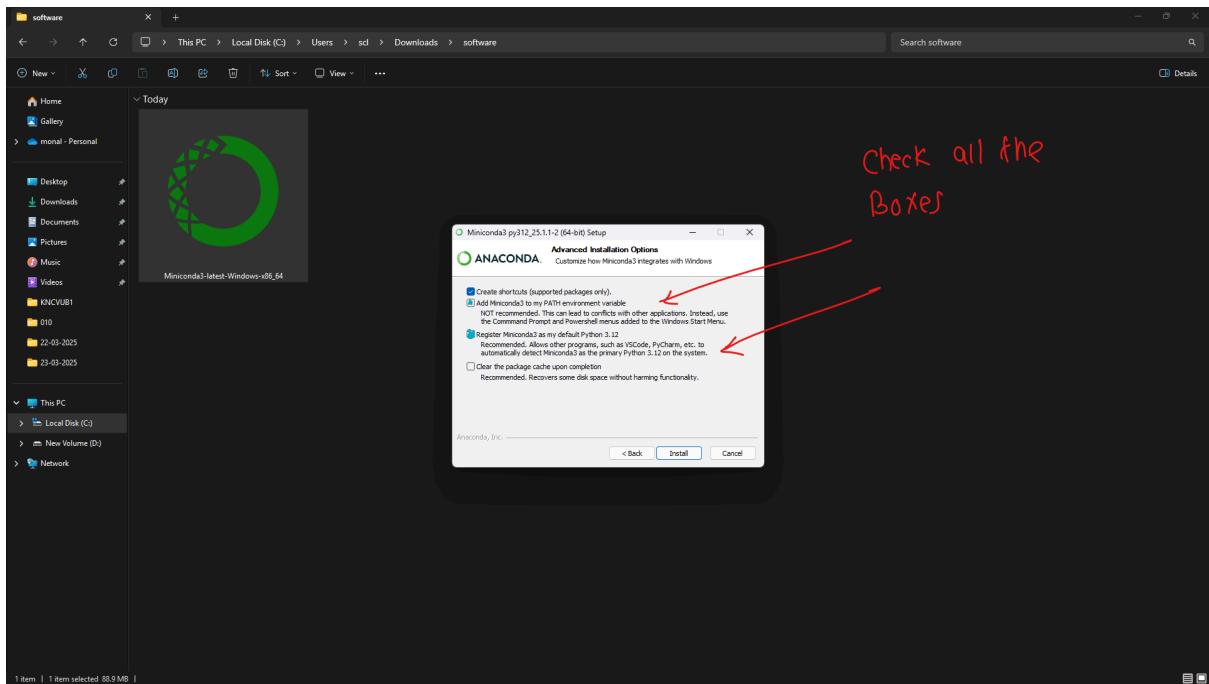 software
This PC > Local Disk (C:) > Users > scl > Downloads > software
Search software
New
Sort
View
Details
Home
Gallery
monal - Personal
Desktop
Downloads
Documents
Pictures
Music
Videos
KNCVUB1
010
22-03-2025
23-03-2025
This PC
Local Disk (C:)
New Volume (D:)
Network
Today
Miniconda3-latest-Windows-x86_64
Check all the
Boxes
Miniconda3 py312_25.1.1-2 (64-bit) Setup
ANACONDA.
Advanced Installation Options
Customize how Miniconda3 integrates with Windows
Create shortcuts (supported packages only).
Add Miniconda3 to my PATH environment variable
NOT recommended. This can lead to conflicts with other applications. Instead, use
the Commmand Prompt and Powershell menus added to the Windows Start Menu.
Register Miniconda3 as my default Python 3.12
Recommended. Allows other programs, such as VSCode, PyCharm, etc. to
automatically detect Miniconda3 as the primary Python 3.12 on the system.
Clear the package cache upon completion
Recommended. Recovers some disk space without harming functionality.
Anaconda, Inc.
< Back
Install
Cancel
1 item | 1 item selected 88.9 MB |